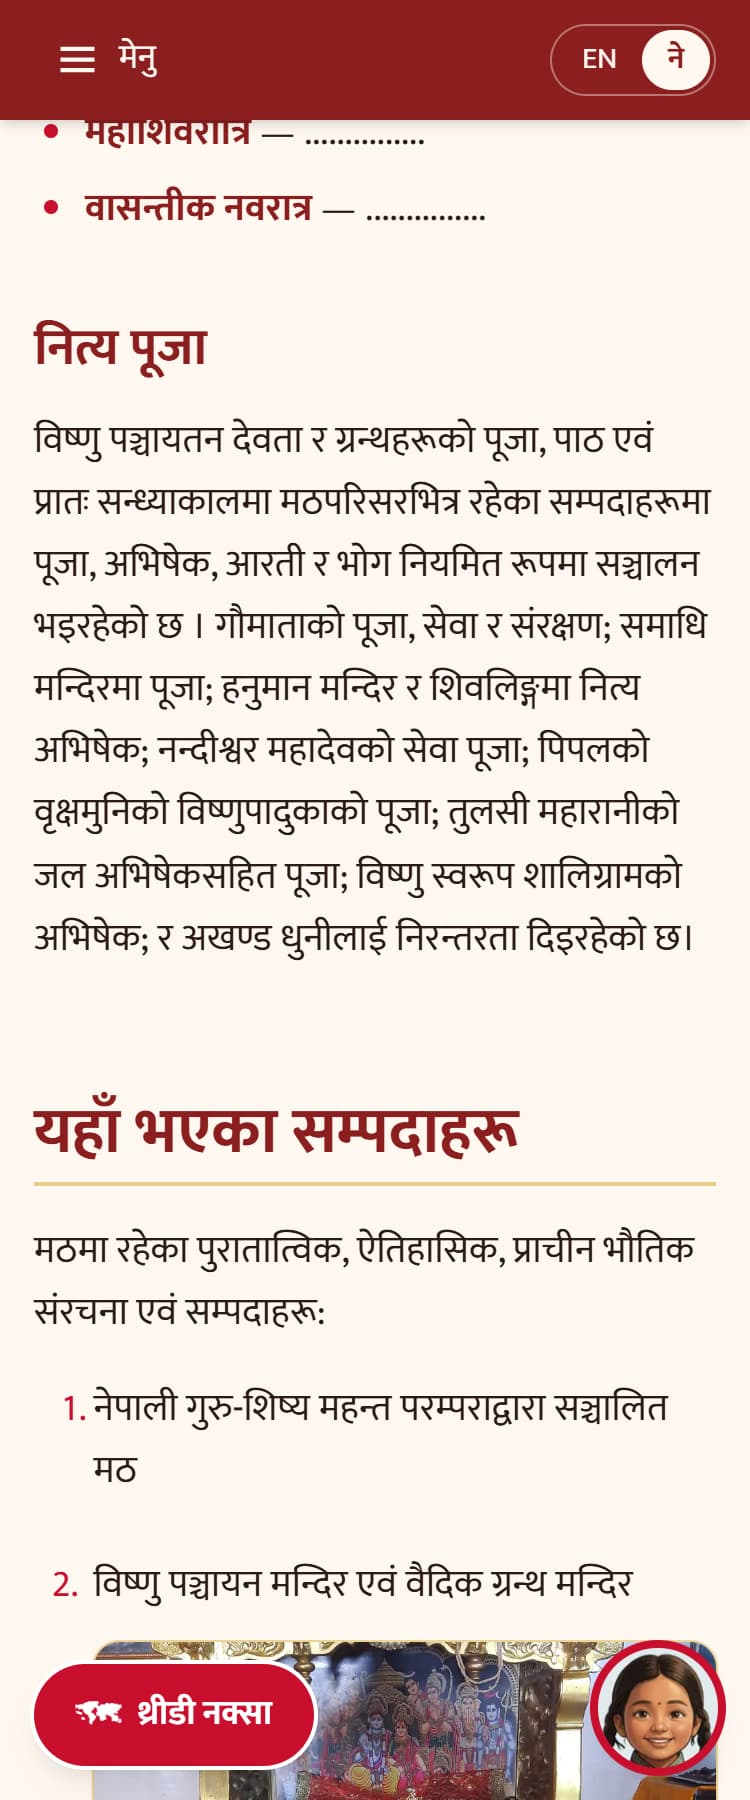 मेनु
EN
ने
महाशिवरात्रि — ...............
वासन्तीक नवरात्र — ...............
नित्य पूजा
विष्णु पञ्चायतन देवता र ग्रन्थहरूको पूजा, पाठ एवं
प्रातः सन्ध्याकालमा मठपरिसरभित्र रहेका सम्पदाहरूमा
पूजा, अभिषेक, आरती र भोग नियमित रूपमा सञ्चालन
भइरहेको छ । गौमाताको पूजा, सेवा र संरक्षण; समाधि
मन्दिरमा पूजा; हनुमान मन्दिर र शिवलिङ्गमा नित्य
अभिषेक; नन्दीश्वर महादेवको सेवा पूजा; पिपलको
वृक्षमुनिको विष्णुपादुकाको पूजा; तुलसी महारानीको
जल अभिषेकसहित पूजा; विष्णु स्वरूप शालिग्रामको
अभिषेक; र अखण्ड धुनीलाई निरन्तरता दिइरहेको छ।
यहाँ भएका सम्पदाहरू
मठमा रहेका पुरातात्विक, ऐतिहासिक, प्राचीन भौतिक
संरचना एवं सम्पदाहरू:
1. नेपाली गुरु-शिष्य महन्त परम्पराद्वारा सञ्चालित
मठ
2. विष्णु पञ्चायन मन्दिर एवं वैदिक ग्रन्थ मन्दिर
थ्रीडी नक्सा